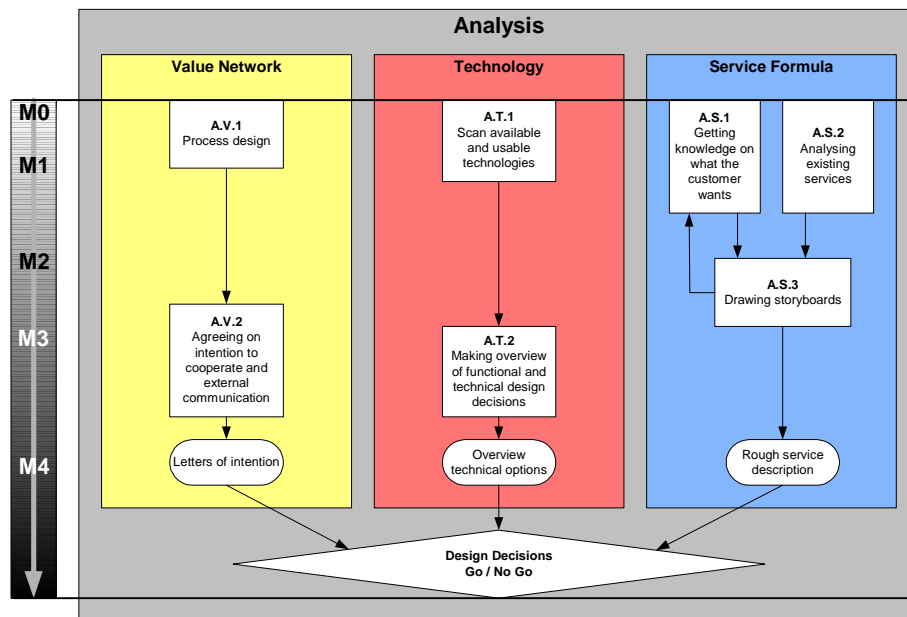 Analysis
Value Network
Technology
Service Formula
M0
M1
M2
M3
M4
A.V.1
Process design
A.V.2
Agreeing on
intention to
cooperate and
external
communication
Letters of intention
A.T.1
Scan available
and usable
technologies
A.T.2
Making overview
of functional and
technical design
decisions
Overview
technical options
A.S.1
Getting
knowledge on
what the
customer
wants
A.S.2
Analysing
existing
services
A.S.3
Drawing storyboards
Rough service
description
Design Decisions
Go / No Go